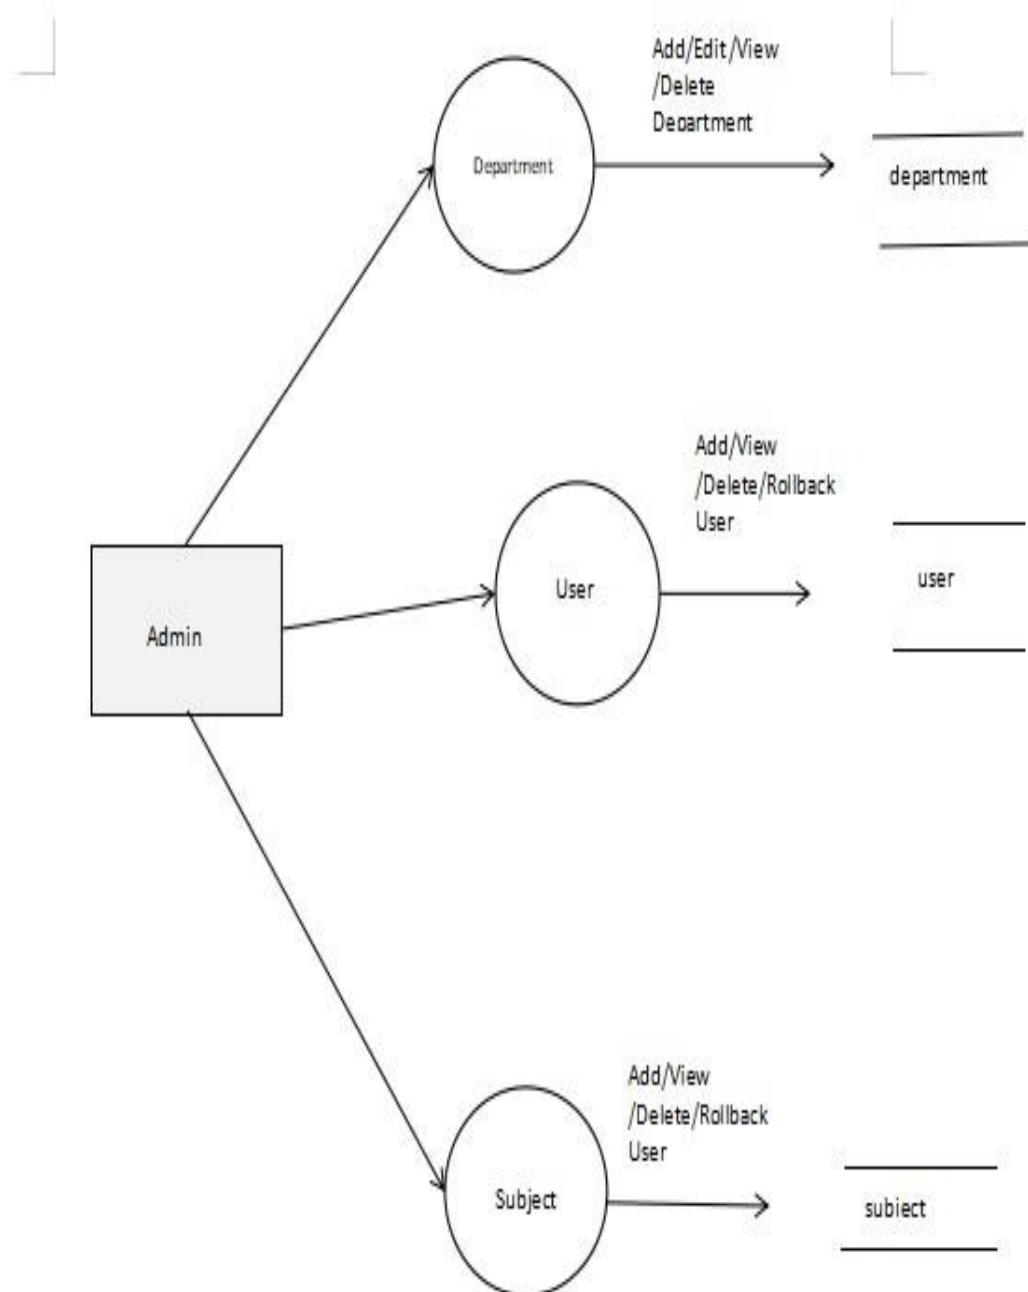 Add/Edit/View
/Delete
Department
Department
department
Add/View
/Delete/Rollback
User
User
user
Admin
Add/View
/Delete/Rollback
User
Subject
subject